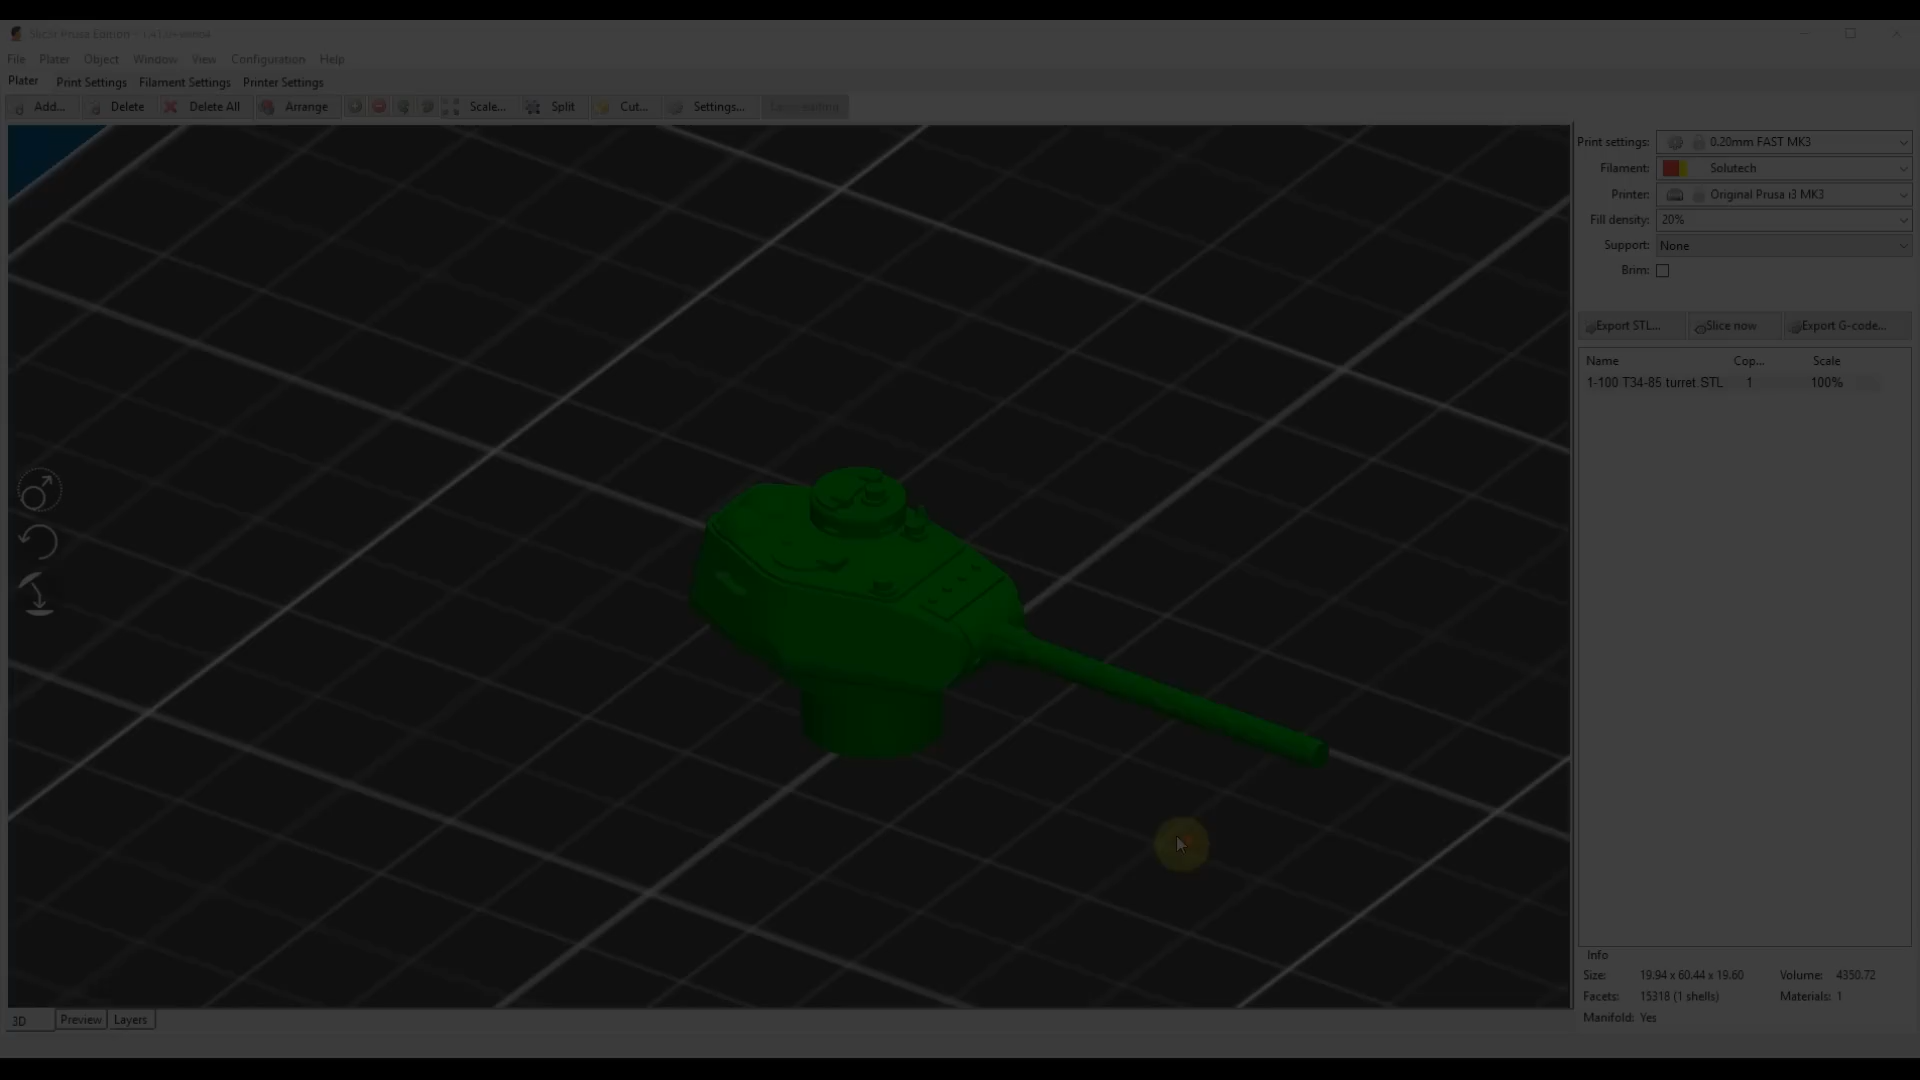 Slic3r Prusa Edition
File Plater Object Window View Configuration Help
Plater Print Settings Filament Settings Printer Settings
Add... Delete Delete All Arrange Scale... Split Cut... Settings...
Print settings: 0.20mm FAST MK3
Filament: Solutech
Printer: Original Prusa i3 MK3
Fill density: 20%
Support: None
Brim:
Export STL... Slice now Export G-code...
Name Cop... Scale
1-100 T34-85 turret.STL 1 100%
Info
Size: 19.94 x 60.44 x 19.60 Volume: 4350.72
Facets: 15318 (1 shells) Materials: 1
Manifold: Yes
3D Preview Layers